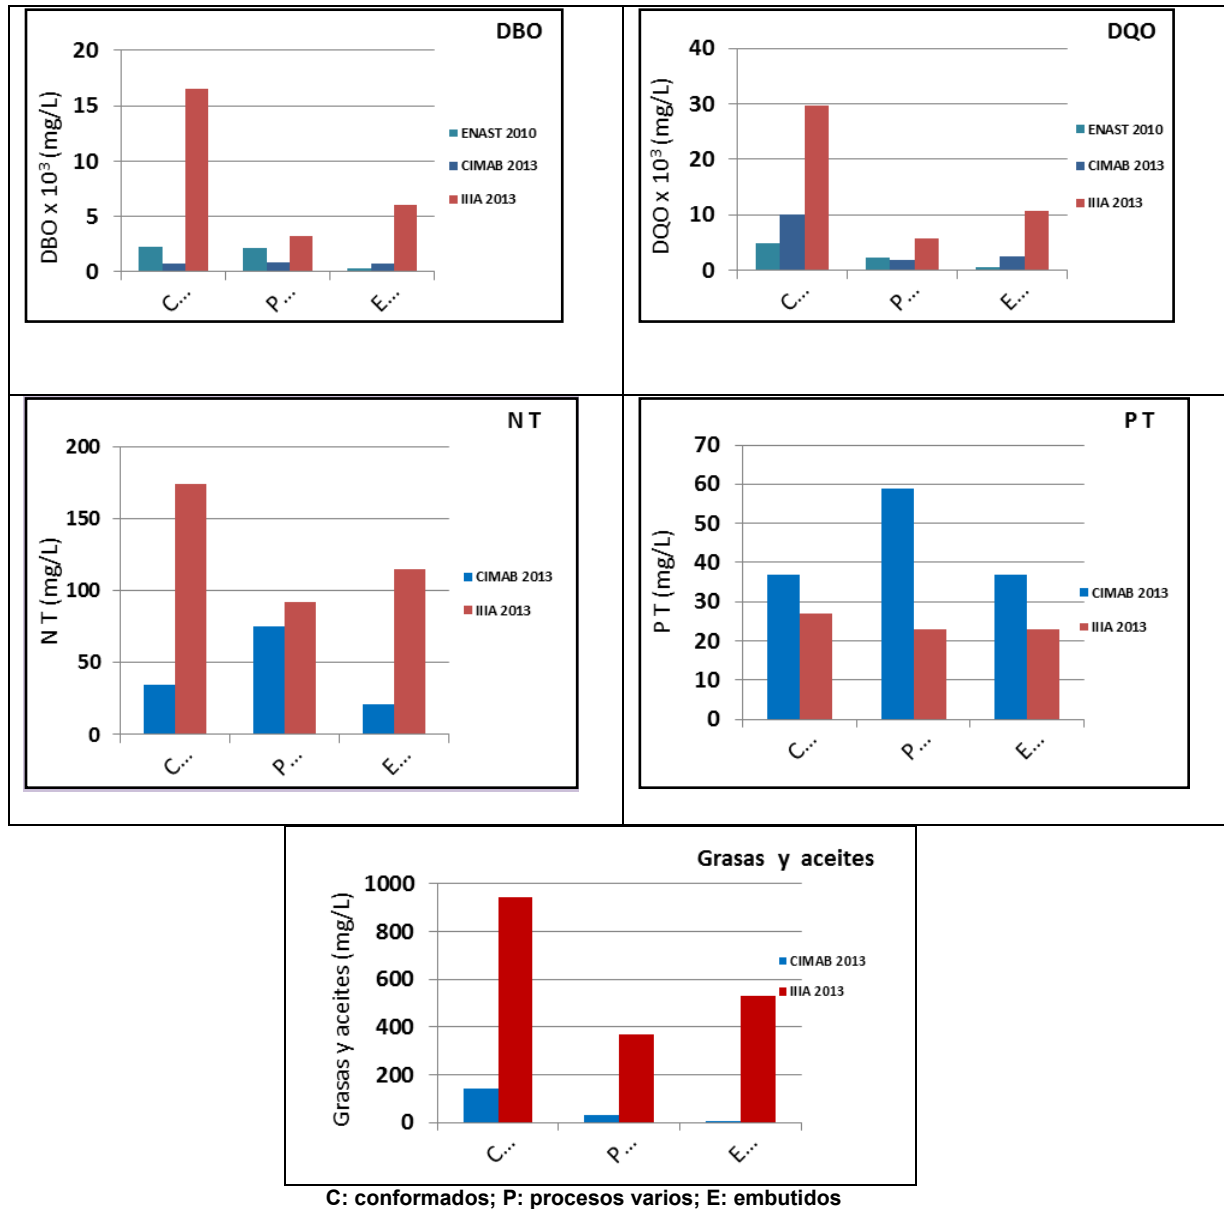 DBO
DBO x 10³ (mg/L)
20
15
10
5
0
C...
P...
E...
ENAST 2010
CIMAB 2013
IIIA 2013
DQO
DQO x 10³ (mg/L)
40
30
20
10
0
C...
P...
E...
ENAST 2010
CIMAB 2013
IIIA 2013
N T
N T (mg/L)
200
150
100
50
0
C...
P...
E...
CIMAB 2013
IIIA 2013
P T
P T (mg/L)
70
60
50
40
30
20
10
0
C...
P...
E...
CIMAB 2013
IIIA 2013
Grasas y aceites
Grasas y aceites (mg/L)
1000
800
600
400
200
0
C...
P...
E...
CIMAB 2013
IIIA 2013
C: conformados; P: procesos varios; E: embutidos